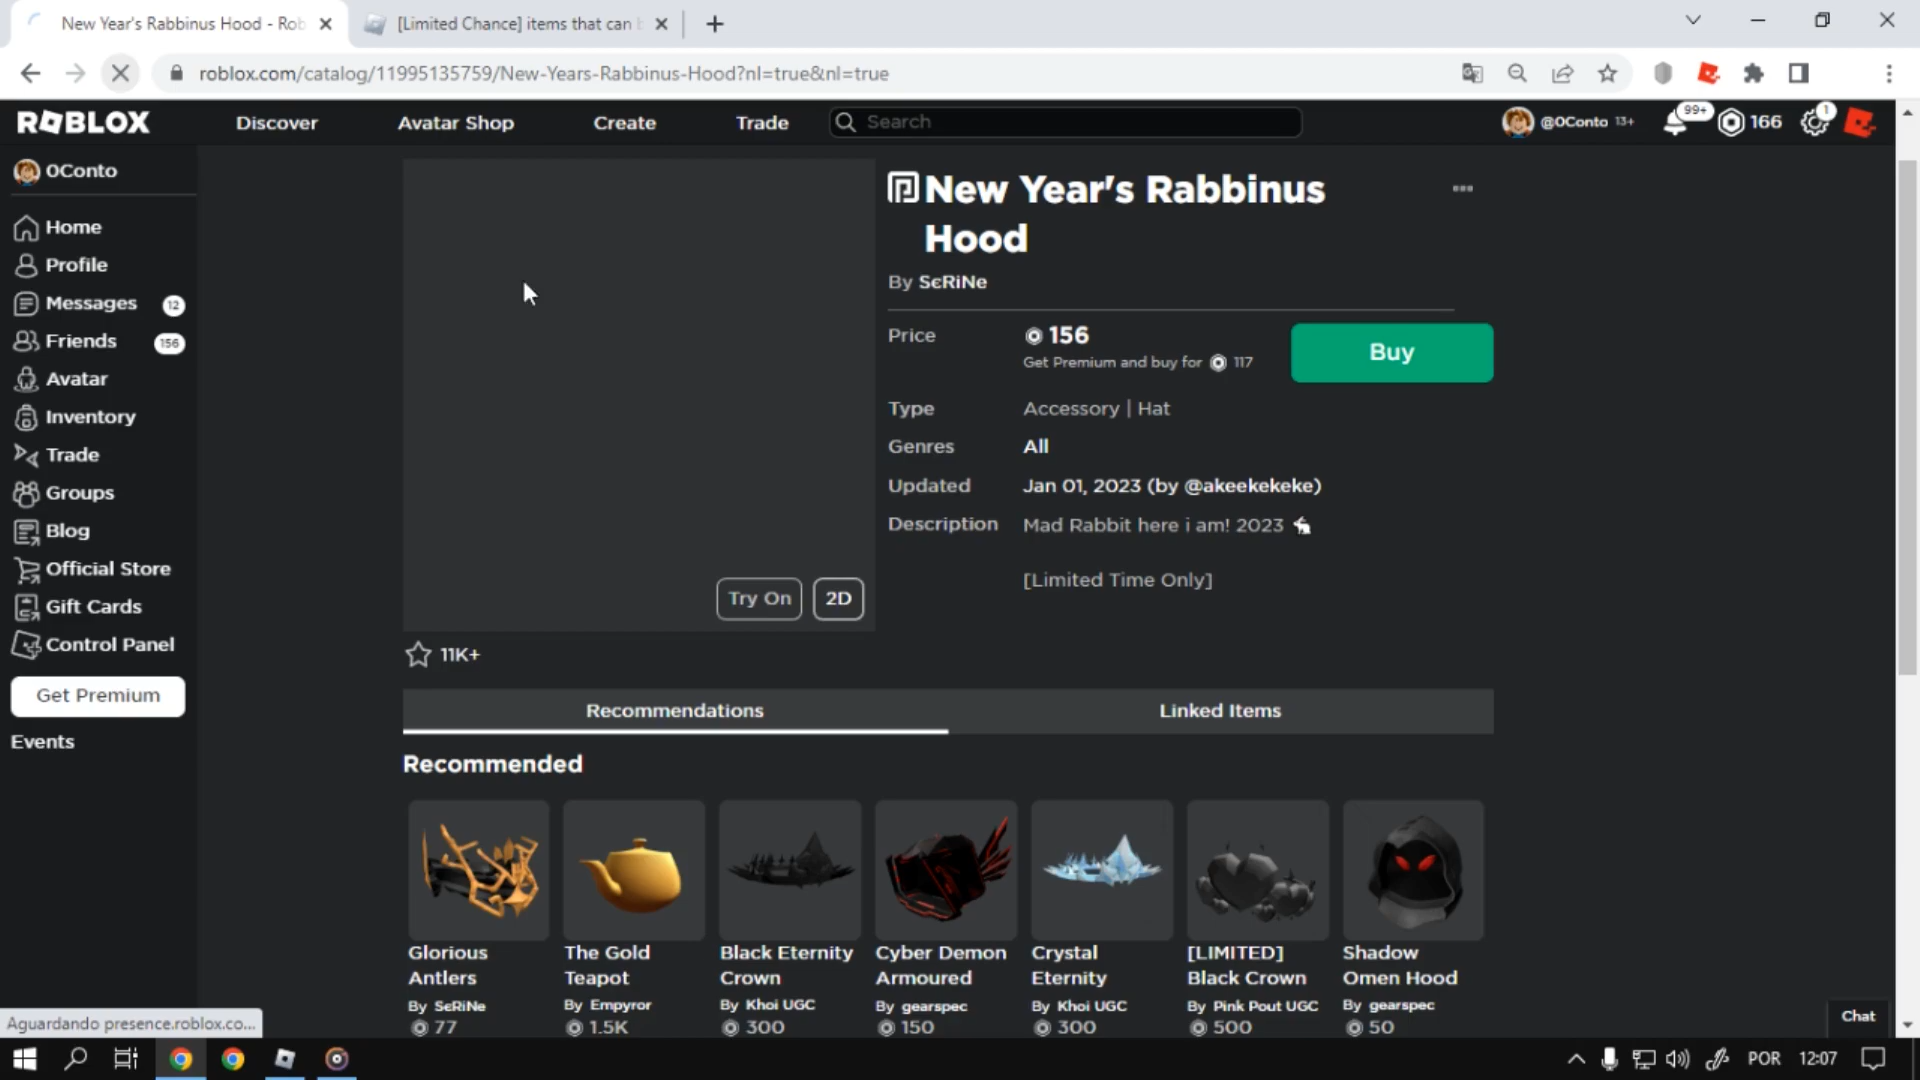 New Year's Rabbinus Hood - Rob
[Limited Chance] items that can b
roblox.com/catalog/11995135759/New-Years-Rabbinus-Hood?nl=true&nl=true
ROBLOX
Discover
Avatar Shop
Create
Trade
Search
@0Conto 13+
99+
166
1
0Conto
Home
Profile
Messages 12
Friends 156
Avatar
Inventory
Trade
Groups
Blog
Official Store
Gift Cards
Control Panel
Get Premium
Events
New Year's Rabbinus
Hood
By SєRiNe
Price 156
Get Premium and buy for 117
Buy
Type Accessory | Hat
Genres All
Updated Jan 01, 2023 (by @akeekekeke)
Description Mad Rabbit here i am! 2023 🐇
[Limited Time Only]
Try On 2D
11K+
Recommendations Linked Items
Recommended
Glorious
Antlers
By SєRiNe
77
The Gold
Teapot
By Empyror
1.5K
Black Eternity
Crown
By Khoi UGC
300
Cyber Demon
Armoured
By gearspec
150
Crystal
Eternity
By Khoi UGC
300
[LIMITED]
Black Crown
By Pink Pout UGC
500
Shadow
Omen Hood
By gearspec
50
Chat
Aguardando presence.roblox.co...
POR 12:07